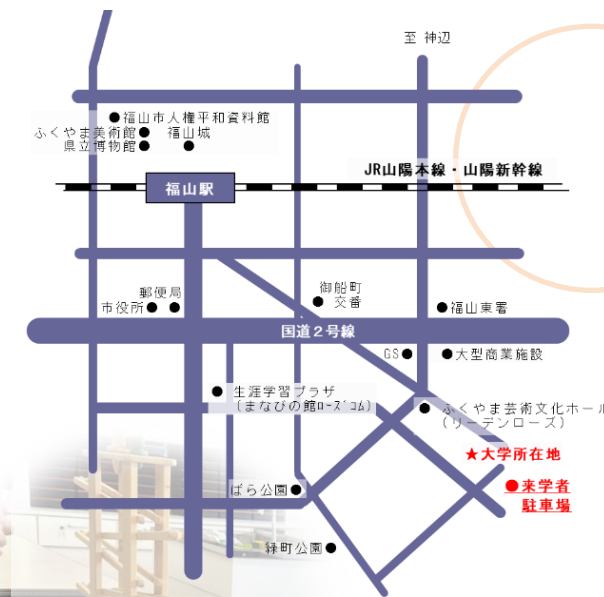 至 神辺
福山市人権平和資料館
ふくやま美術館
福山城
県立博物館
JR山陽本線・山陽新幹線
福山駅
郵便局
市役所
御船町
交番
福山東署
国道2号線
GS
大型商業施設
生涯学習プラザ
(まなびの館ローズコム)
ふくやま芸術文化ホール
(リーデンローズ)
★大学所在地
ばら公園
来学者
駐車場
緑町公園